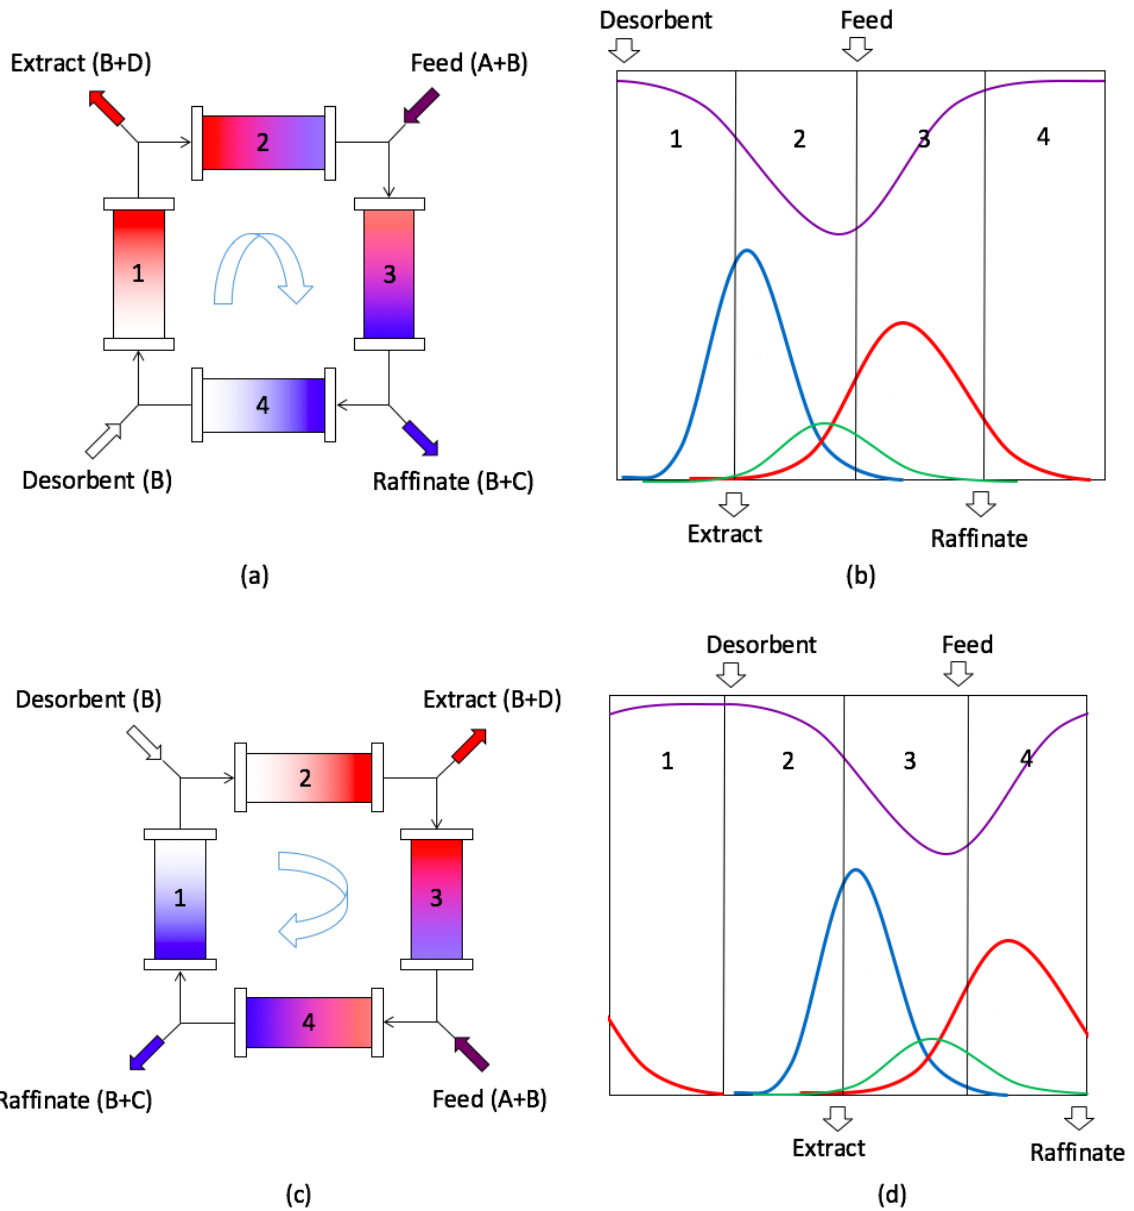 Extract (B+D)
Feed (A+B)
2
1
3
4
Desorbent (B)
Raffinate (B+C)
(a)
Desorbent
Feed
1
2
3
4
Extract
Raffinate
(b)
Desorbent (B)
Extract (B+D)
2
1
3
4
Raffinate (B+C)
Feed (A+B)
(c)
Desorbent
Feed
1
2
3
4
Extract
Raffinate
(d)